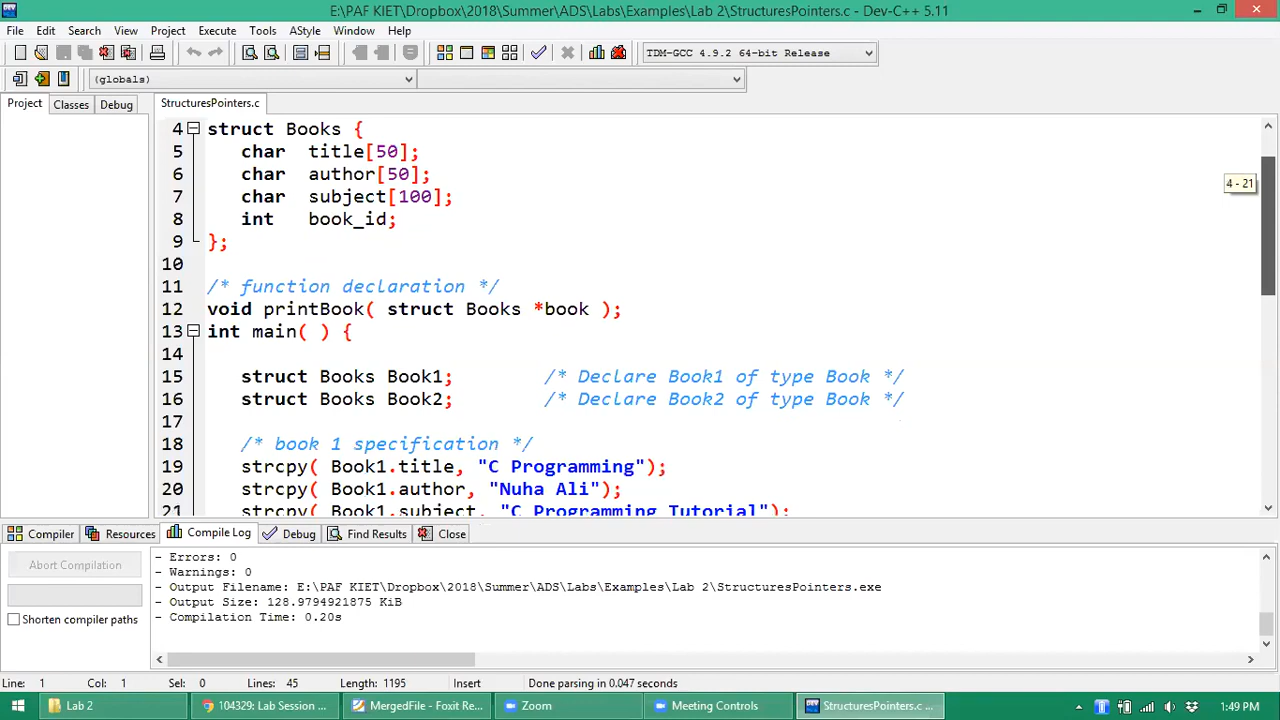 E:\PAF KIET\Dropbox\2018\Summer\ADS\Labs\Examples\Lab 2\StructuresPointers.c - Dev-C++ 5.11
File Edit Search View Project Execute Tools AStyle Window Help
TDM-GCC 4.9.2 64-bit Release
(globals)
Project Classes Debug StructuresPointers.c
4 struct Books {
5 char title[50];
6 char author[50];
7 char subject[100];
8 int book_id;
9 };
10
11 /* function declaration */
12 void printBook( struct Books *book );
13 int main( ) {
14
15 struct Books Book1; /* Declare Book1 of type Book */
16 struct Books Book2; /* Declare Book2 of type Book */
17
18 /* book 1 specification */
19 strcpy( Book1.title, "C Programming");
20 strcpy( Book1.author, "Nuha Ali");
21 strcpy( Book1.subject, "C Programming Tutorial");
4 - 21
Compiler Resources Compile Log Debug Find Results Close
Abort Compilation
Shorten compiler paths
- Errors: 0
- Warnings: 0
- Output Filename: E:\PAF KIET\Dropbox\2018\Summer\ADS\Labs\Examples\Lab 2\StructuresPointers.exe
- Output Size: 128.9794921875 KiB
- Compilation Time: 0.20s
Line: 1 Col: 1 Sel: 0 Lines: 45 Length: 1195 Insert Done parsing in 0.047 seconds
Lab 2 104329: Lab Session ... MergedFile - Foxit Re... Zoom Meeting Controls StructuresPointers.c ... 1:49 PM